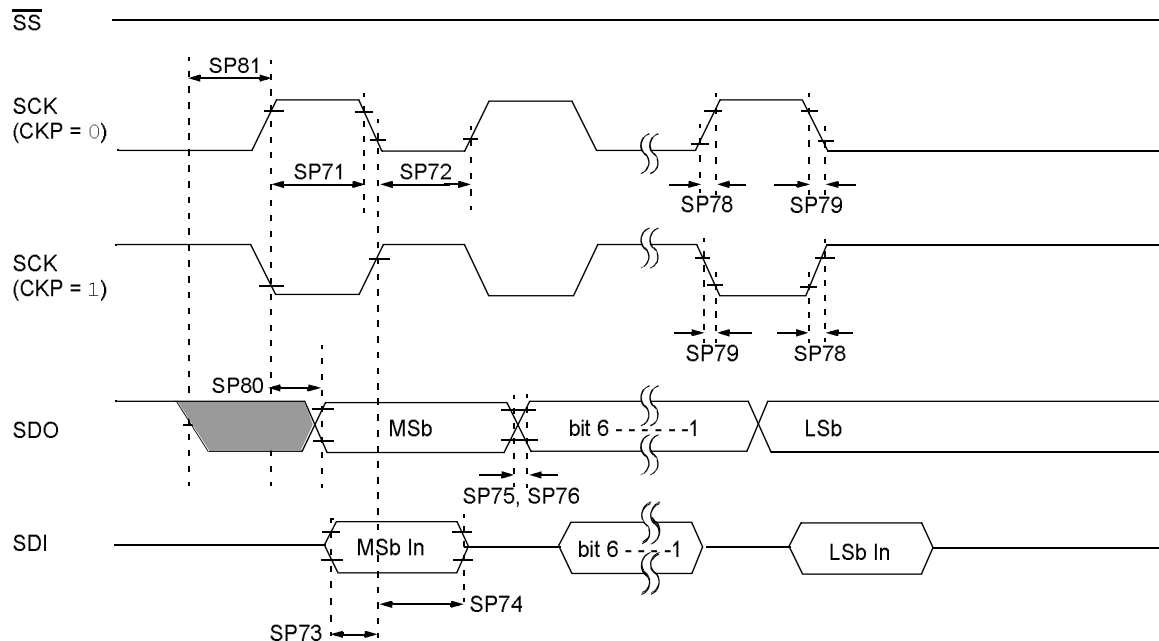 SS
SP81
SCK
(CKP = 0)
SP71
SP72
SP78
SP79
SCK
(CKP = 1)
SP79
SP78
SP80
SDO
MSb
bit 6 - - - - - - -1
LSb
SP75, SP76
SDI
MSb In
bit 6 - - - - -1
LSb In
SP74
SP73